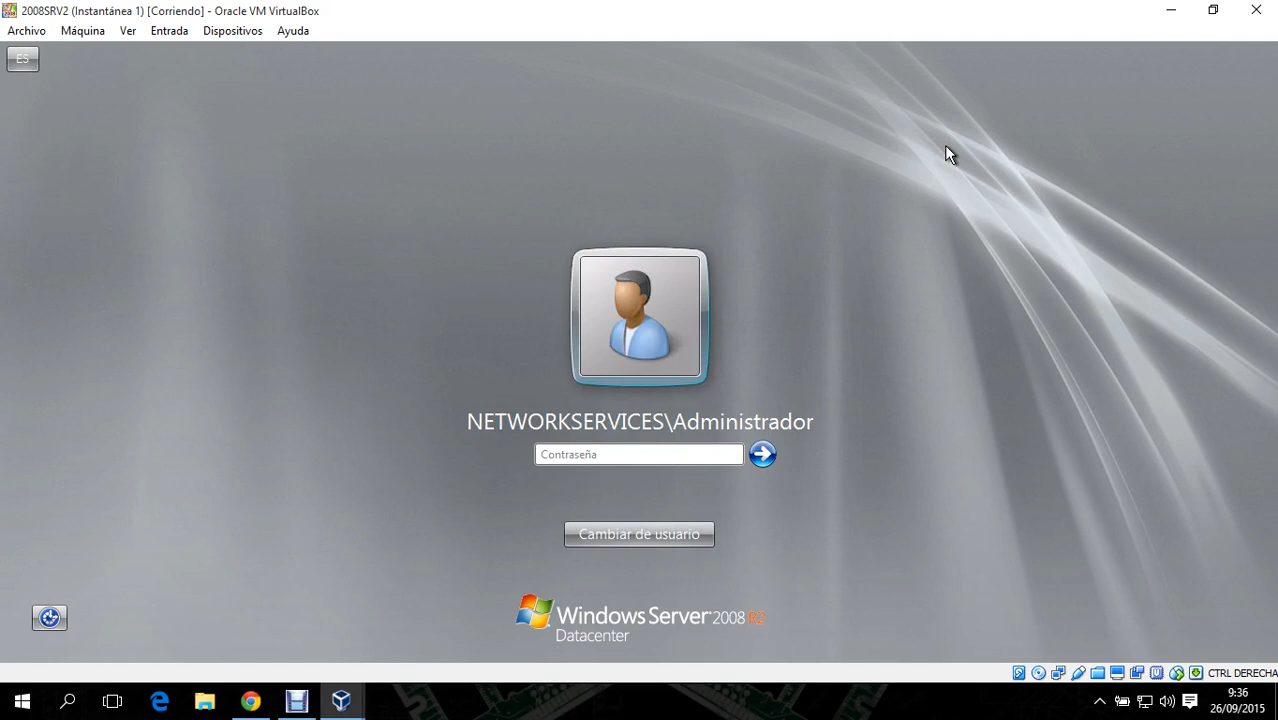 2008SRV2 (Instantánea 1) [Corriendo] - Oracle VM VirtualBox
Archivo Máquina Ver Entrada Dispositivos Ayuda
ES
NETWORKSERVICES\Administrador
Contraseña
Cambiar de usuario
Windows Server 2008 R2
Datacenter
CTRL DERECHA
9:36
26/09/2015